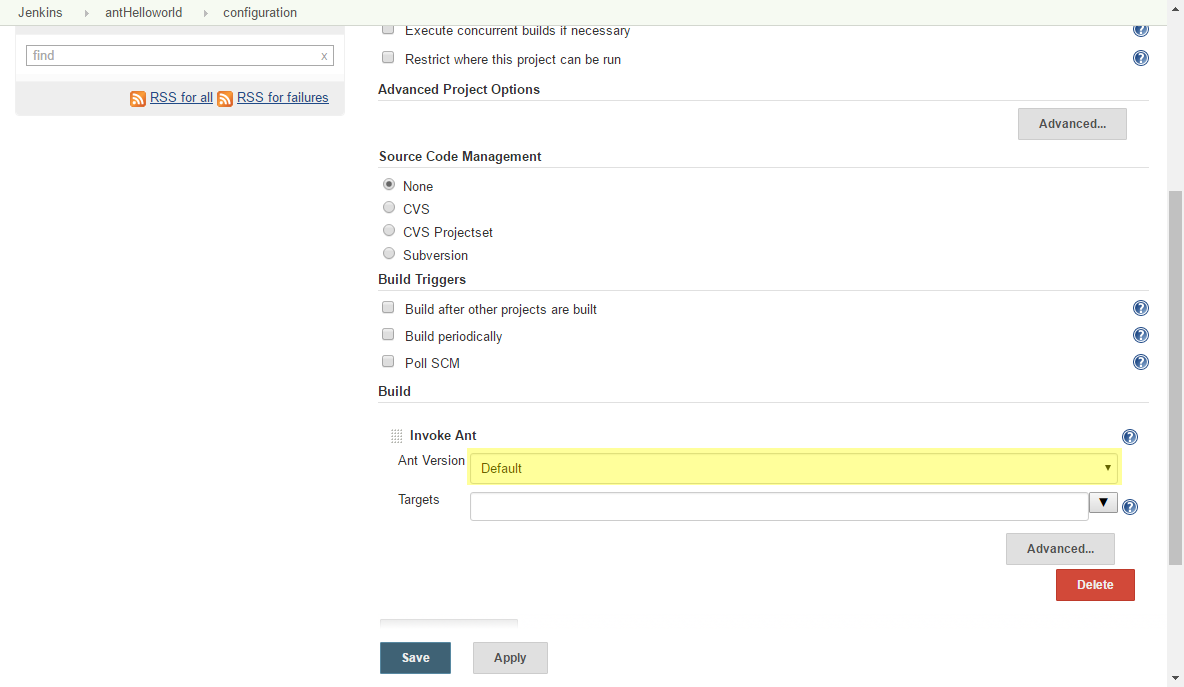 Jenkins antHelloworld configuration
find x
RSS for all RSS for failures
Execute concurrent builds if necessary
Restrict where this project can be run
Advanced Project Options
Advanced...
Source Code Management
None
CVS
CVS Projectset
Subversion
Build Triggers
Build after other projects are built
Build periodically
Poll SCM
Build
Invoke Ant
Ant Version Default
Targets
Advanced...
Delete
Save Apply